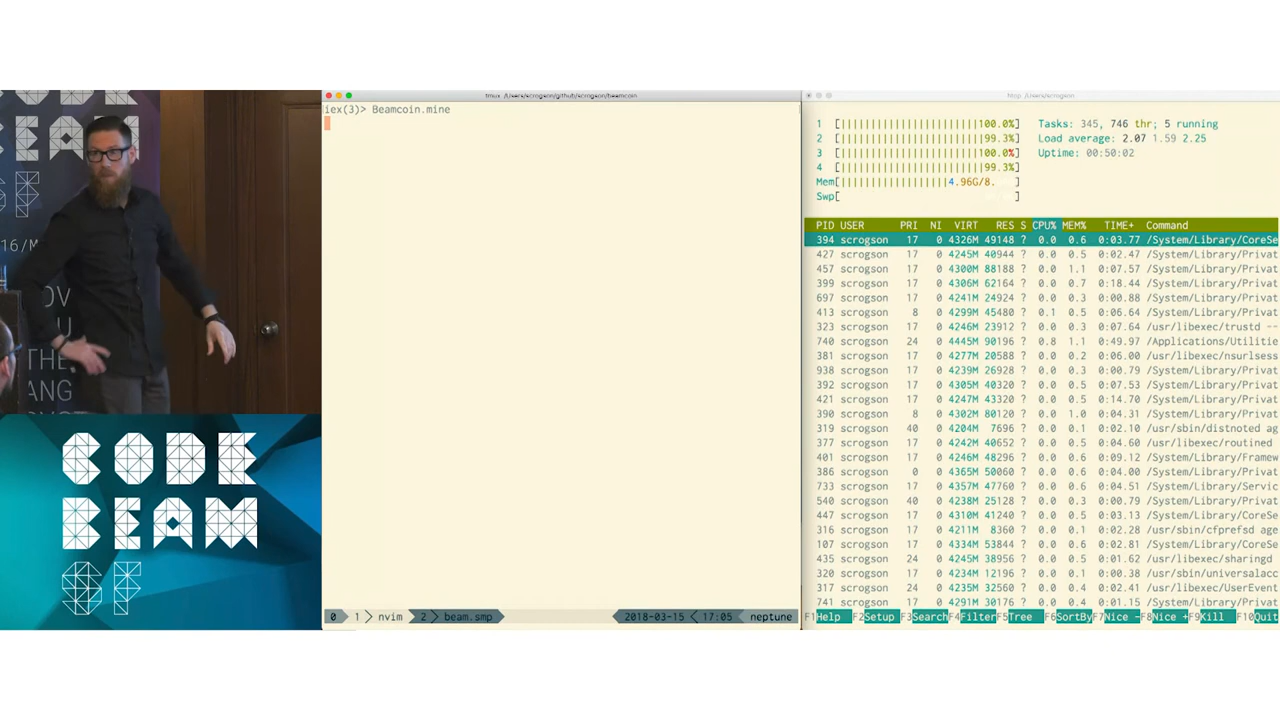 CODE
BEAM
SF
16/M
OV
U
THE
ANG
CODE
BEAM
SF
tmux /Users/scrogson/github/scrogson/beamcoin
iex(3)> Beamcoin.mine
0 1 nvim 2 beam.smp 2018-03-15 17:05 neptune
htop /Users/scrogson
1 [||||||||||||||||||||||||100.0%] Tasks: 345, 746 thr; 5 running
2 [||||||||||||||||||||||||99.3%] Load average: 2.07 1.59 2.25
3 [||||||||||||||||||||||||100.0%] Uptime: 00:50:02
4 [||||||||||||||||||||||||99.3%]
Mem[||||||||||||||||||4.96G/8. ]
Swp[ ]
PID USER PRI NI VIRT RES S CPU% MEM% TIME+ Command
394 scrogson 17 0 4326M 49148 ? 0.0 0.6 0:03.77 /System/Library/CoreSe
427 scrogson 17 0 4245M 40944 ? 0.0 0.5 0:02.47 /System/Library/Privat
457 scrogson 17 0 4300M 88188 ? 0.0 1.1 0:07.57 /System/Library/Privat
399 scrogson 17 0 4306M 62164 ? 0.0 0.7 0:18.44 /System/Library/Privat
697 scrogson 17 0 4241M 24924 ? 0.0 0.3 0:00.88 /System/Library/Privat
413 scrogson 8 0 4299M 45480 ? 0.1 0.5 0:06.64 /System/Library/Privat
323 scrogson 17 0 4246M 23912 ? 0.0 0.3 0:07.64 /usr/libexec/trustd --
740 scrogson 24 0 4445M 90196 ? 0.8 1.1 0:49.97 /Applications/Utilitie
381 scrogson 17 0 4277M 20588 ? 0.0 0.2 0:06.00 /usr/libexec/nsurlsess
938 scrogson 17 0 4239M 26928 ? 0.0 0.3 0:00.79 /System/Library/Privat
392 scrogson 17 0 4305M 40320 ? 0.0 0.5 0:07.53 /System/Library/Privat
421 scrogson 17 0 4247M 43320 ? 0.0 0.5 0:14.70 /System/Library/Privat
390 scrogson 8 0 4302M 80120 ? 0.0 1.0 0:04.31 /System/Library/Privat
319 scrogson 40 0 4204M 7696 ? 0.0 0.1 0:02.10 /usr/sbin/distnoted ag
377 scrogson 17 0 4242M 40652 ? 0.0 0.5 0:04.60 /usr/libexec/routined
401 scrogson 17 0 4246M 48296 ? 0.0 0.6 0:09.12 /System/Library/Framew
386 scrogson 0 0 4365M 50060 ? 0.0 0.6 0:04.00 /System/Library/Privat
733 scrogson 17 0 4357M 47760 ? 0.0 0.6 0:04.51 /System/Library/Servic
540 scrogson 40 0 4238M 25128 ? 0.0 0.3 0:00.79 /System/Library/Privat
447 scrogson 17 0 4310M 41240 ? 0.0 0.5 0:03.13 /System/Library/CoreSe
316 scrogson 17 0 4211M 8360 ? 0.0 0.1 0:02.28 /usr/sbin/cfprefsd age
107 scrogson 17 0 4334M 53844 ? 0.0 0.6 0:02.81 /System/Library/CoreSe
435 scrogson 24 0 4245M 38956 ? 0.0 0.5 0:01.62 /usr/libexec/sharingd
320 scrogson 17 0 4234M 12196 ? 0.0 0.1 0:00.38 /usr/sbin/universalacc
317 scrogson 24 0 4235M 32560 ? 0.0 0.4 0:02.41 /usr/libexec/UserEvent
741 scrogson 17 0 4291M 30176 ? 0.0 0.4 0:01.15 /System/Library/Privat
F1Help F2Setup F3SearchF4FilterF5Tree F6SortByF7Nice -F8Nice +F9Kill F10Quit